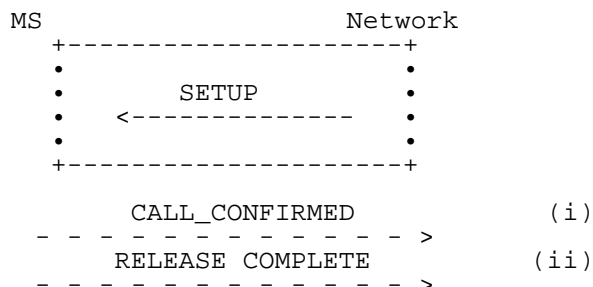 MS Network
SETUP
CALL_CONFIRMED (i)
RELEASE COMPLETE (ii)